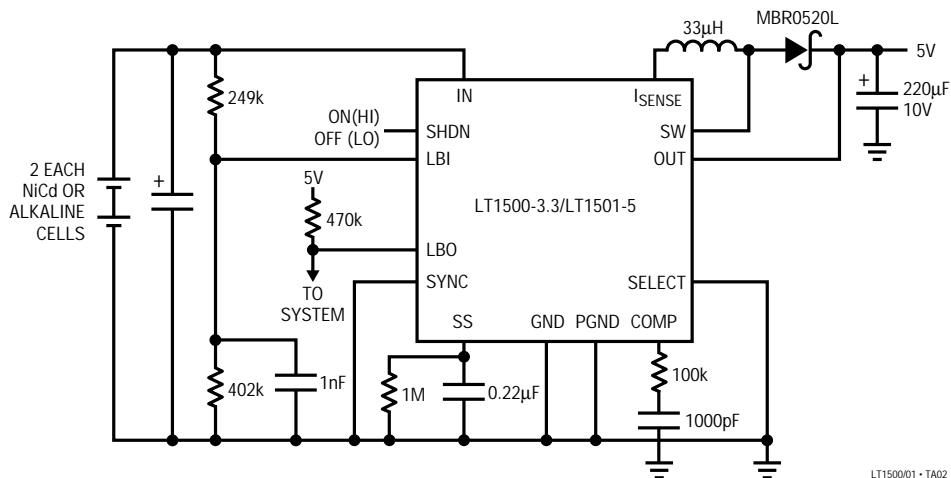 MBR0520L
33µH
5V
+
220µF
10V
249k
IN
ISENSE
ON(HI)
OFF (LO)
SHDN
SW
LBI
OUT
2 EACH
NiCd OR
ALKALINE
CELLS
+
5V
470k
LT1500-3.3/LT1501-5
LBO
TO
SYSTEM
SYNC
SELECT
SS
GND
PGND
COMP
402k
1nF
1M
0.22µF
100k
1000pF
LT1500/01 • TA02